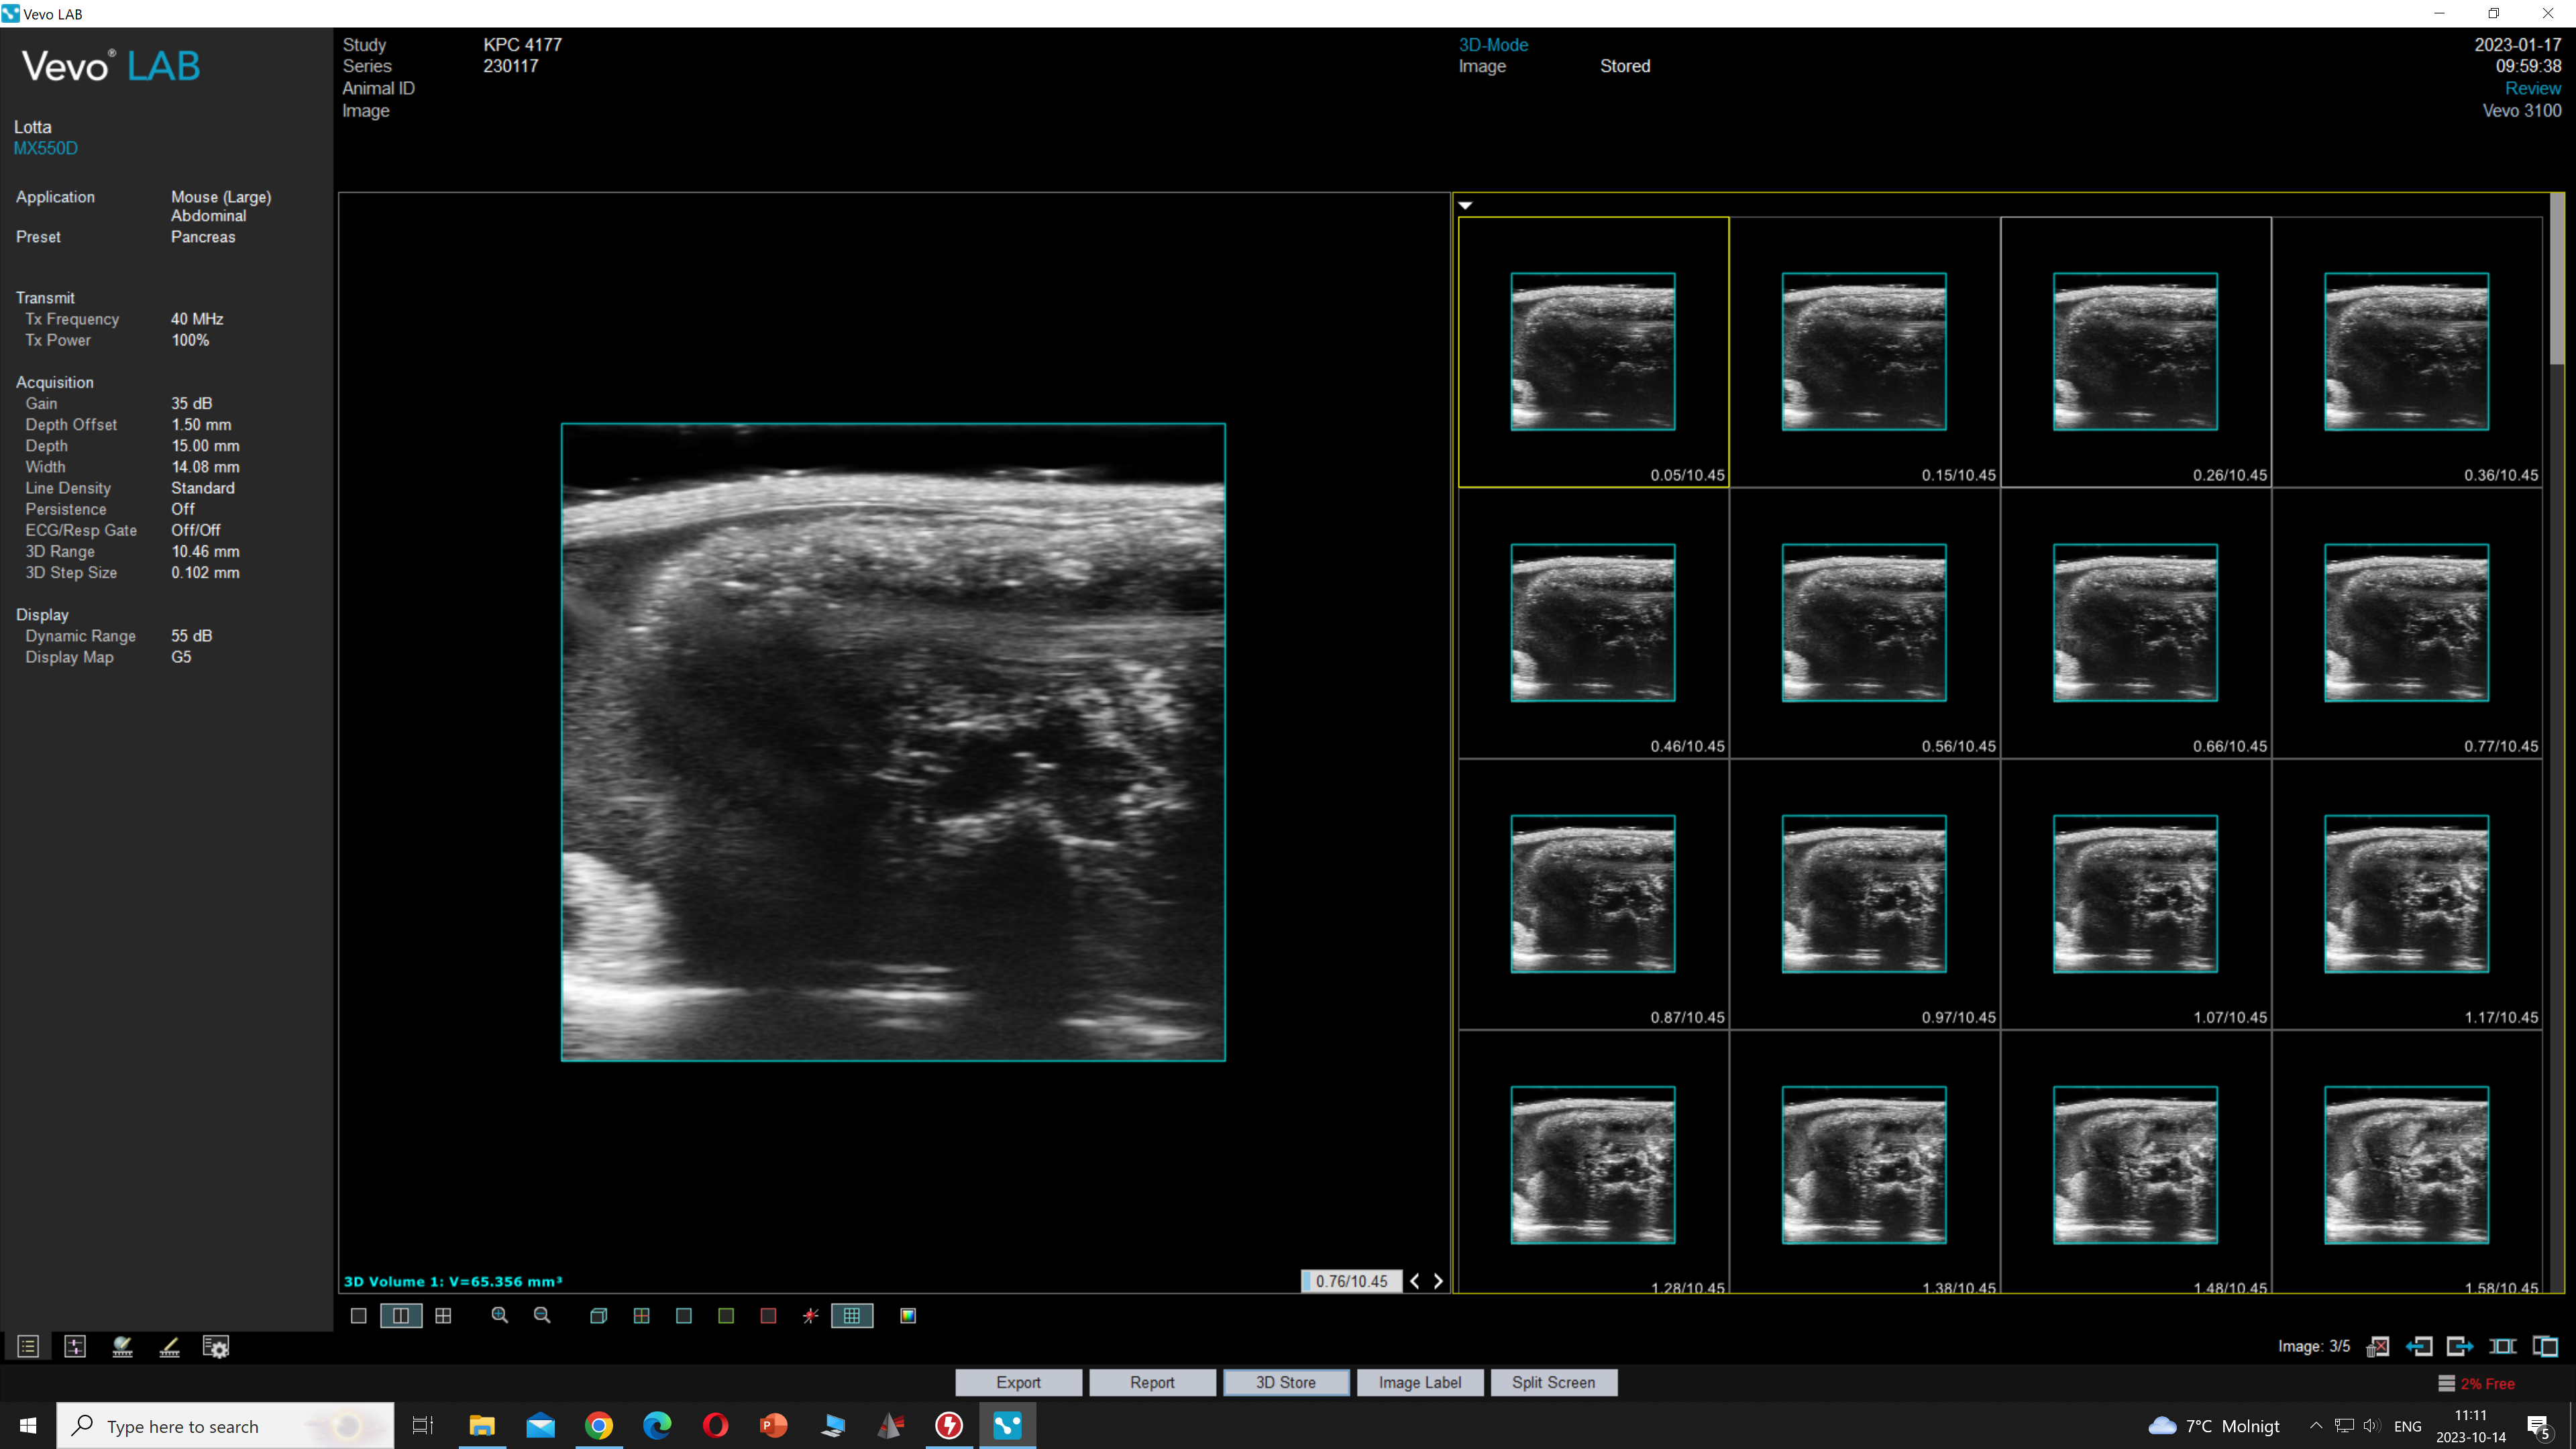 Vevo LAB
Vevo® LAB
Lotta
MX550D
Application Mouse (Large)
Abdominal
Preset Pancreas
Transmit
Tx Frequency 40 MHz
Tx Power 100%
Acquisition
Gain 35 dB
Depth Offset 1.50 mm
Depth 15.00 mm
Width 14.08 mm
Line Density Standard
Persistence Off
ECG/Resp Gate Off/Off
3D Range 10.46 mm
3D Step Size 0.102 mm
Display
Dynamic Range 55 dB
Display Map G5
Study KPC 4177
Series 230117
Animal ID
Image
3D-Mode
Image Stored
2023-01-17
09:59:38
Review
Vevo 3100
3D Volume 1: V=65.356 mm³
0.76/10.45
0.05/10.45 0.15/10.45 0.26/10.45 0.36/10.45
0.46/10.45 0.56/10.45 0.66/10.45 0.77/10.45
0.87/10.45 0.97/10.45 1.07/10.45 1.17/10.45
1.28/10.45 1.38/10.45 1.48/10.45 1.58/10.45
Image: 3/5
Export Report 3D Store Image Label Split Screen
2% Free
Type here to search
7°C Molnigt
ENG
11:11
2023-10-14
5